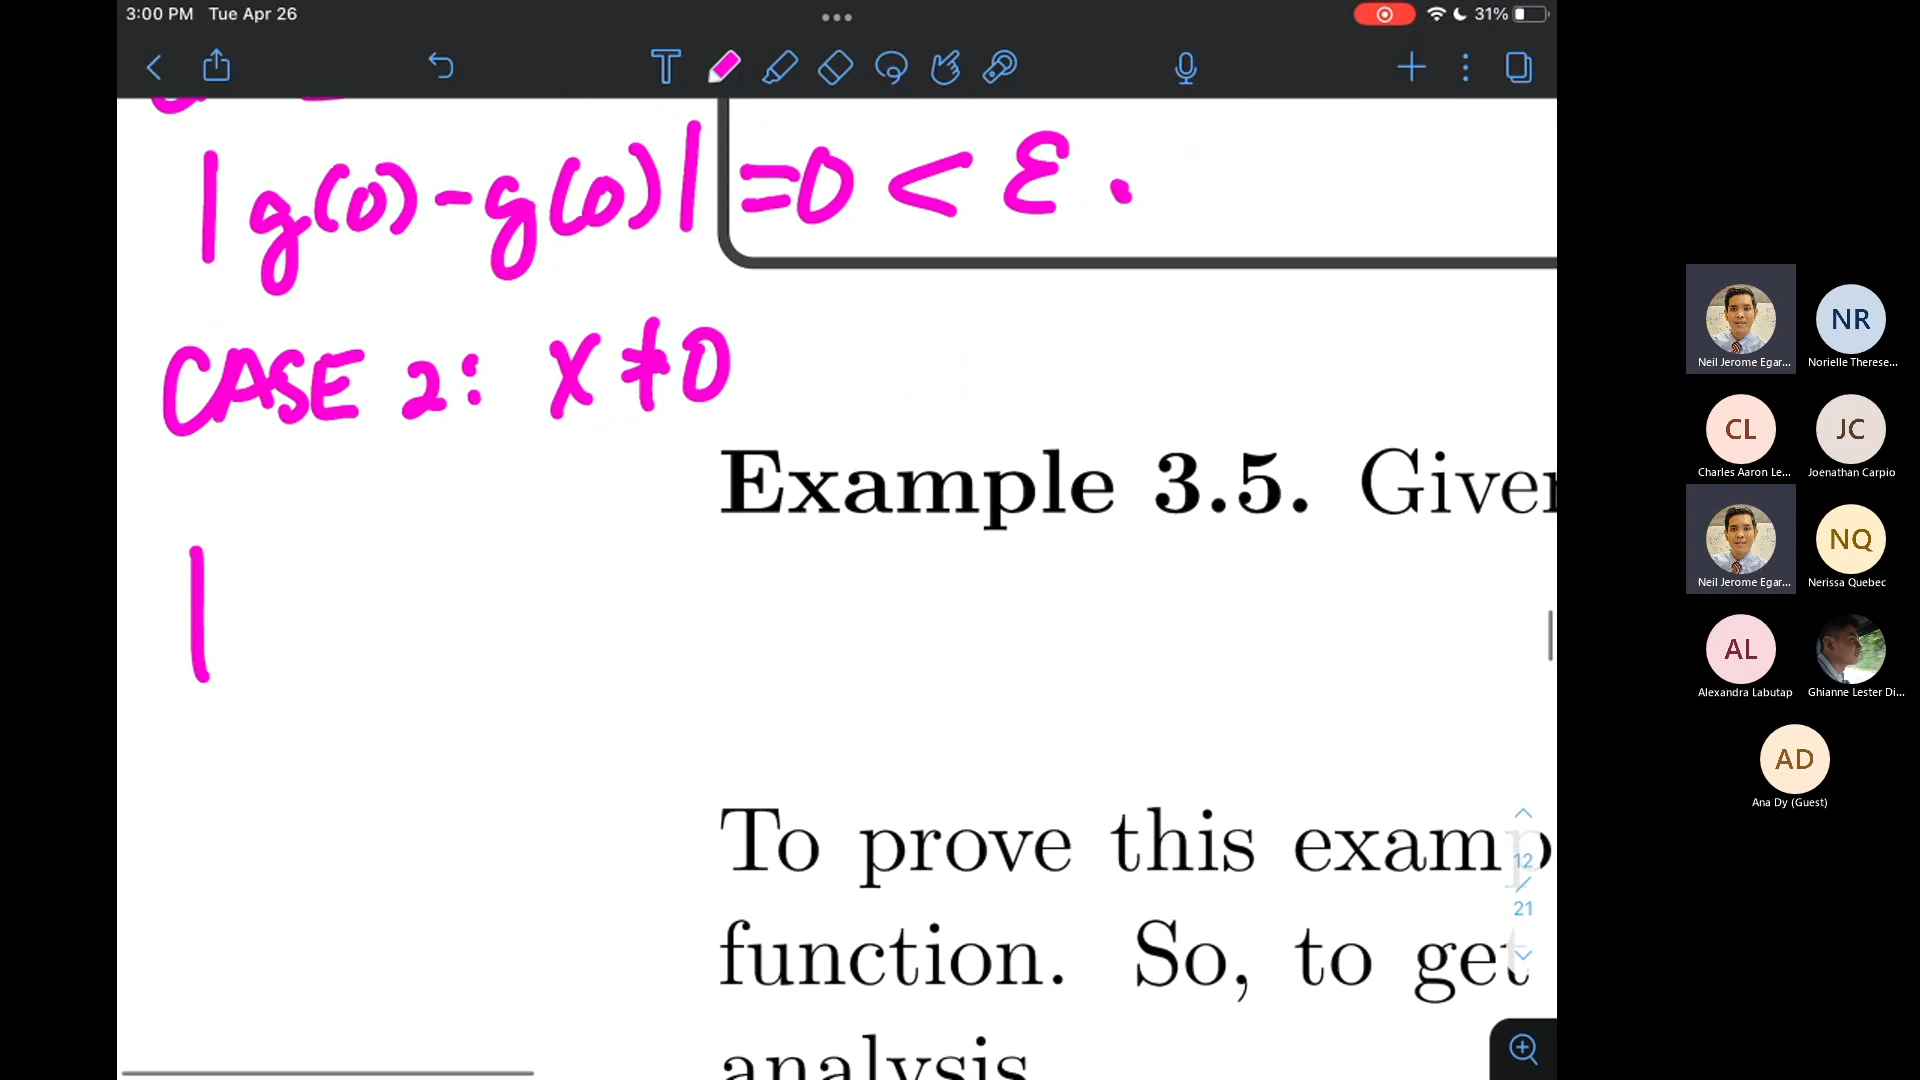 3:00 PM Tue Apr 26
31%
|g(0)-g(0)| =0 < ε.
CASE 2: x≠0
Example 3.5. Given
|
To prove this examp
function. So, to get
analysis
12
21
Neil Jerome Egar...
NR
Norielle Therese...
CL
Charles Aaron Le...
JC
Joenathan Carpio
Neil Jerome Egar...
NQ
Nerissa Quebec
AL
Alexandra Labutap
Ghianne Lester Di...
AD
Ana Dy (Guest)